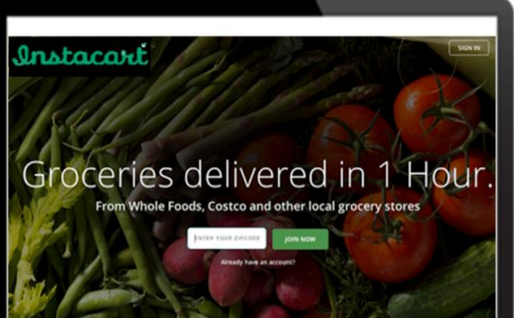 Instacart
SIGN IN
Groceries delivered in 1 Hour.
From Whole Foods, Costco and other local grocery stores
ENTER YOUR ZIPCODE
JOIN NOW
Already have an account?